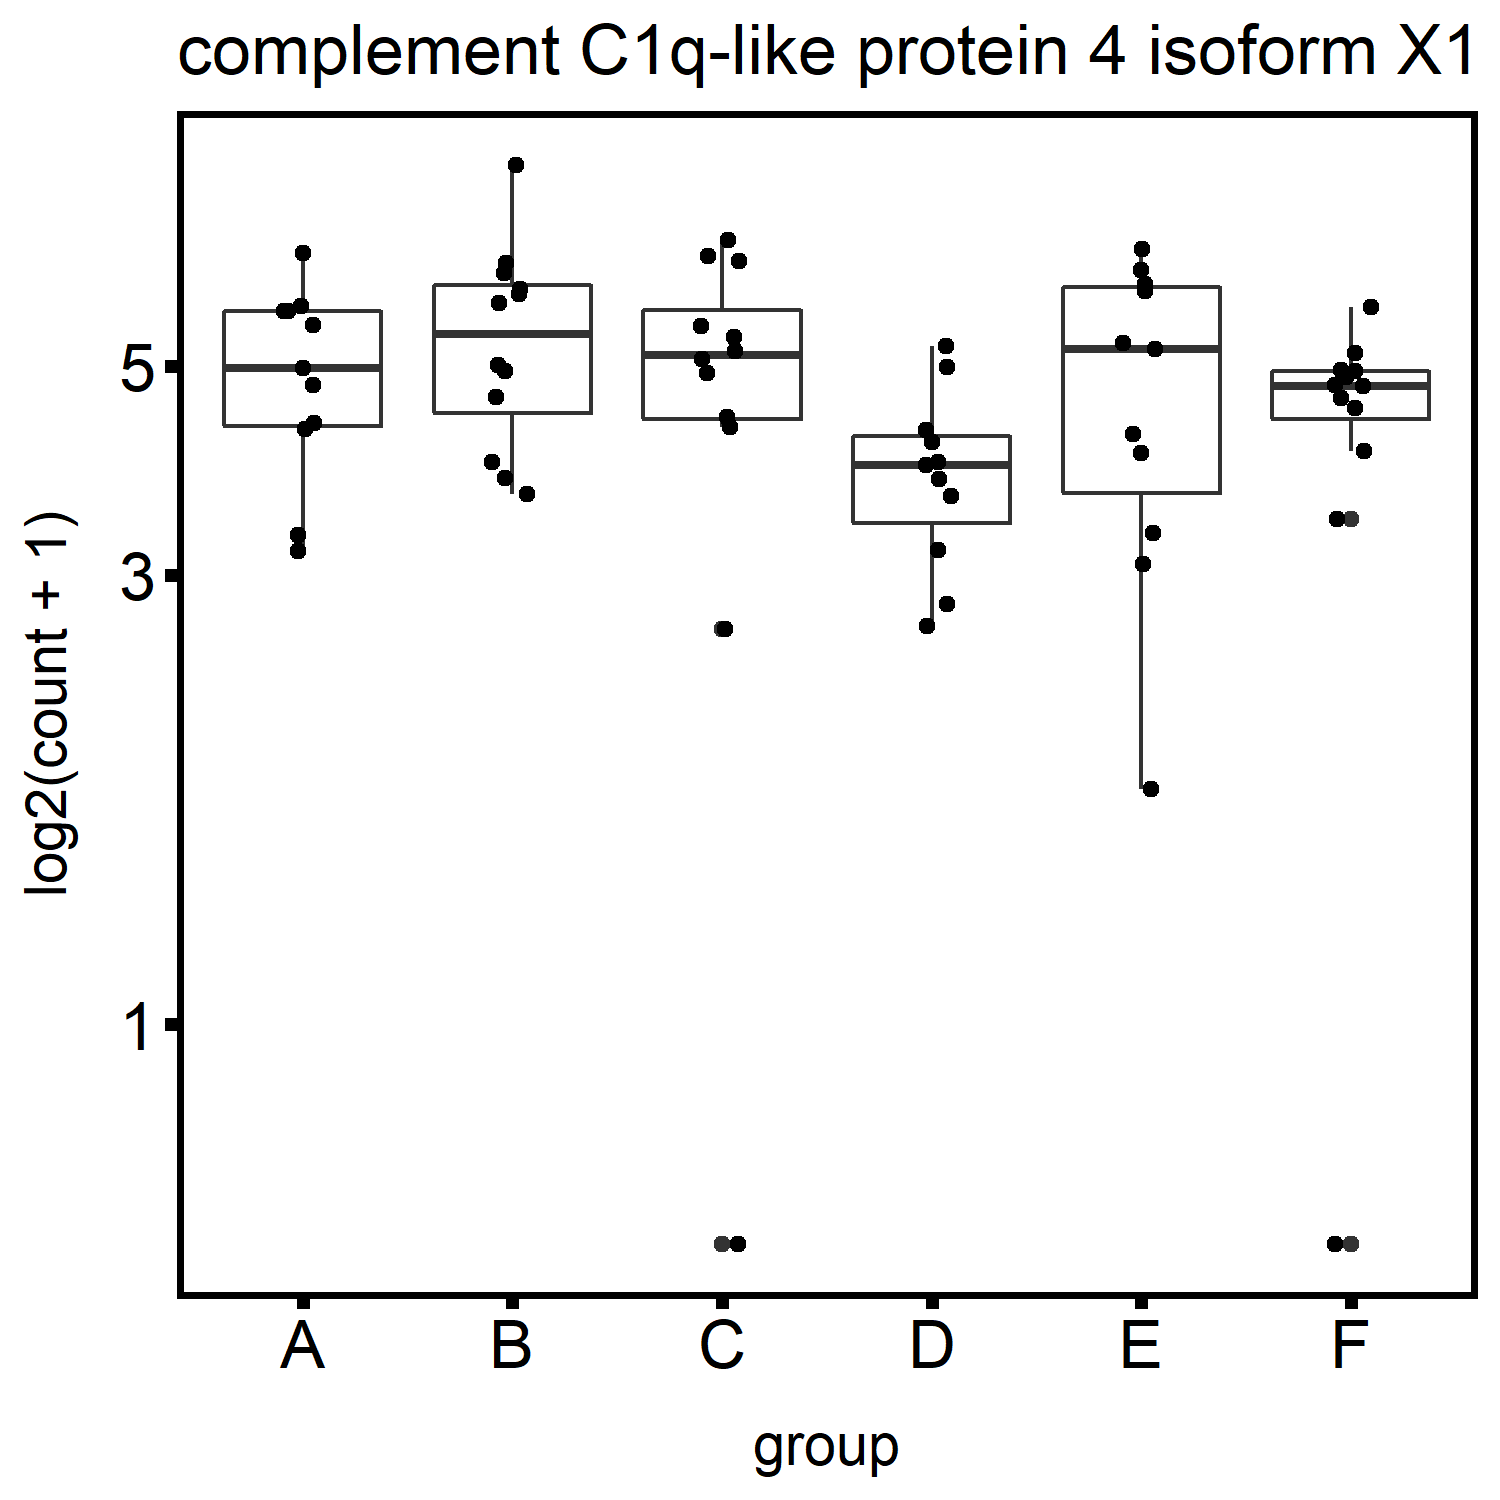 complement C1q-like protein 4 isoform X1
log2(count + 1)
5
3
1
A B C D E F
group